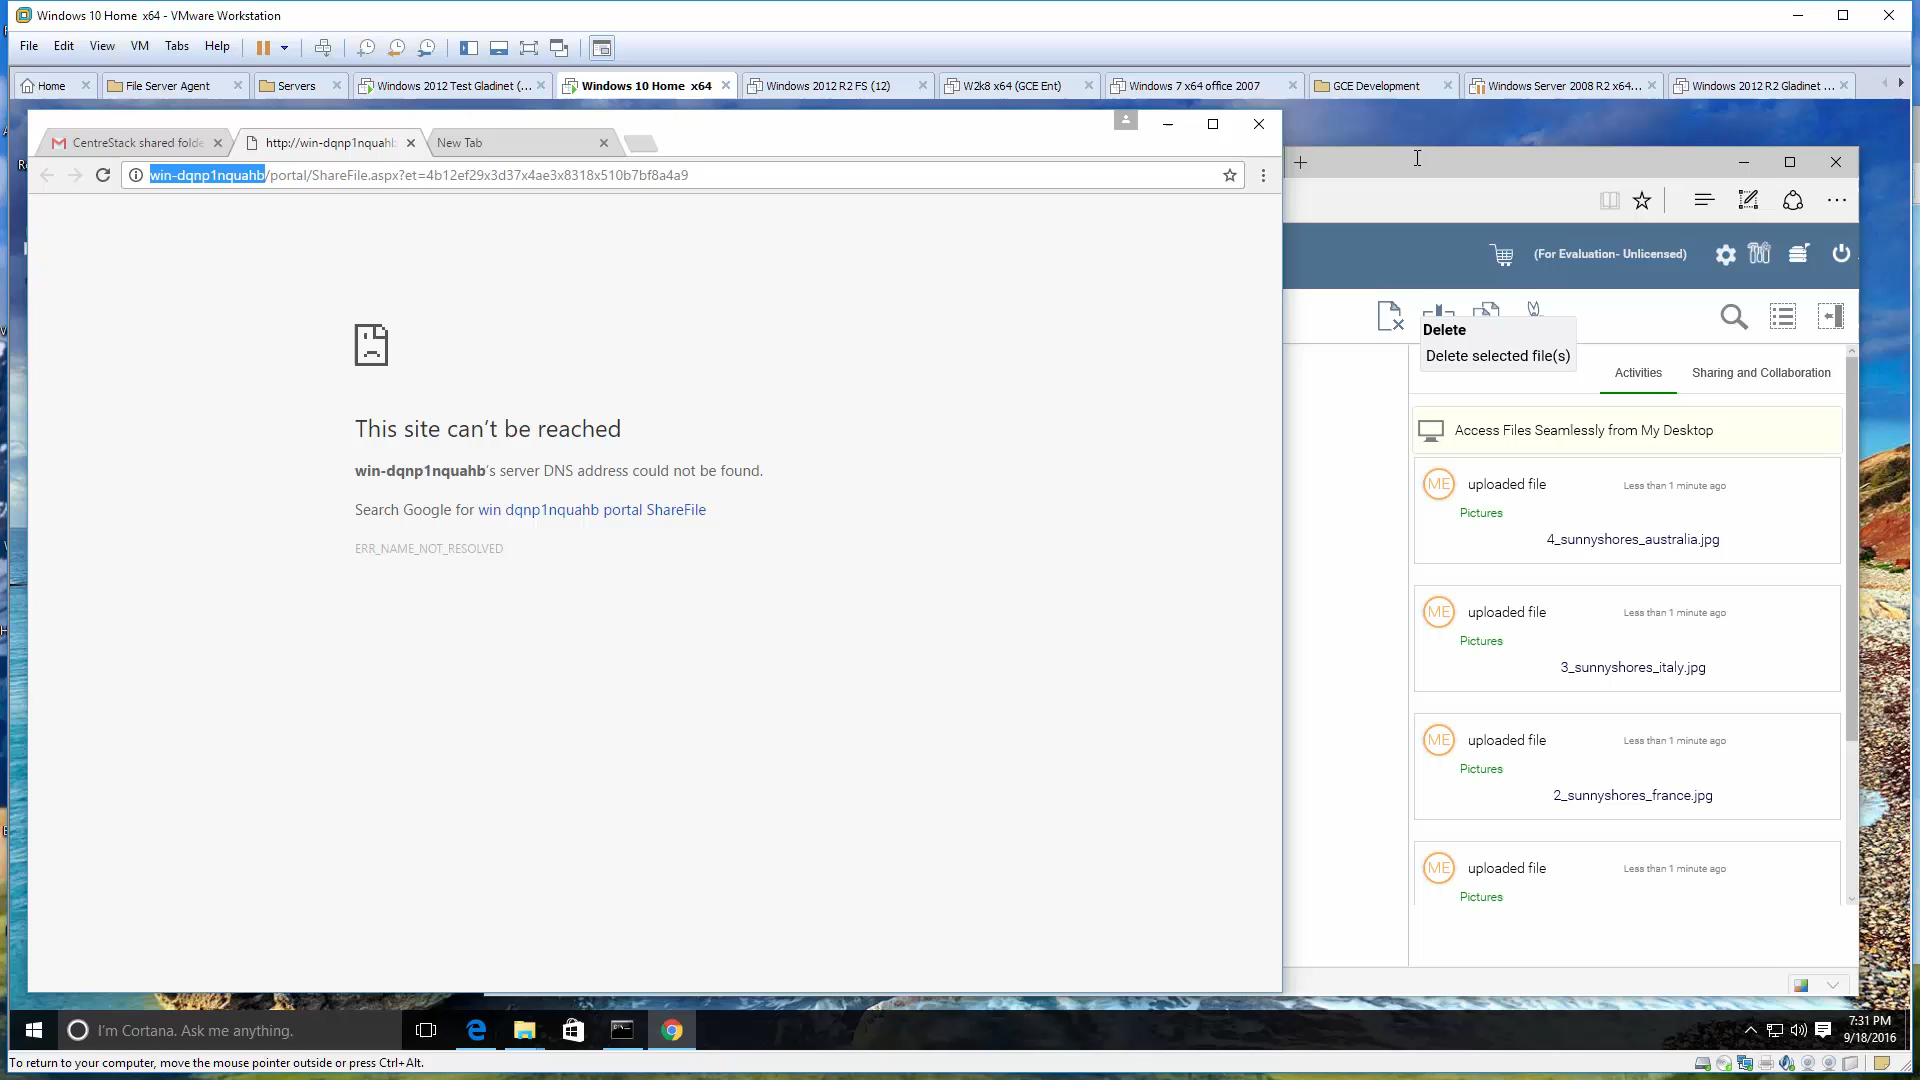 Windows 10 Home  x64 - VMware Workstation
File Edit View VM Tabs Help
Home File Server Agent Servers Windows 2012 Test Gladinet (... Windows 10 Home  x64 Windows 2012 R2 FS (12) W2k8 x64 (GCE Ent) Windows 7 x64 office 2007 GCE Development Windows Server 2008 R2 x64... Windows 2012 R2 Gladinet ...
CentreStack shared folde http://win-dqnp1nquahb New Tab
win-dqnp1nquahb/portal/ShareFile.aspx?et=4b12ef29x3d37x4ae3x8318x510b7bf8a4a9
(For Evaluation- Unlicensed)
Delete
Delete selected file(s)
Activities Sharing and Collaboration
Access Files Seamlessly from My Desktop
This site can’t be reached
win-dqnp1nquahb's server DNS address could not be found.
Search Google for win dqnp1nquahb portal ShareFile
ERR_NAME_NOT_RESOLVED
ME uploaded file Less than 1 minute ago
Pictures
4_sunnyshores_australia.jpg
ME uploaded file Less than 1 minute ago
Pictures
3_sunnyshores_italy.jpg
ME uploaded file Less than 1 minute ago
Pictures
2_sunnyshores_france.jpg
ME uploaded file Less than 1 minute ago
Pictures
I'm Cortana. Ask me anything.
7:31 PM
9/18/2016
To return to your computer, move the mouse pointer outside or press Ctrl+Alt.